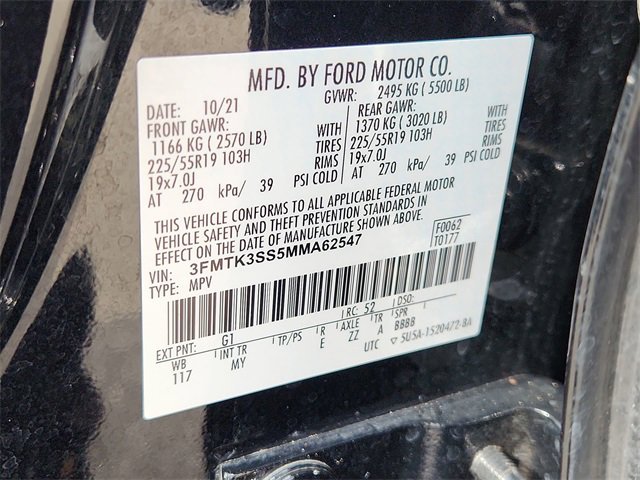 MFD. BY FORD MOTOR CO.
DATE: 10/21 GVWR: 2495 KG ( 5500 LB)
FRONT GAWR: REAR GAWR:
1166 KG ( 2570 LB) WITH 1370 KG ( 3020 LB) WITH
225/55R19 103H TIRES 225/55R19 103H TIRES
19x7.0J RIMS 19x7.0J RIMS
AT 270 kPa/ 39 PSI COLD AT 270 kPa/ 39 PSI COLD
THIS VEHICLE CONFORMS TO ALL APPLICABLE FEDERAL MOTOR
VEHICLE SAFETY AND THEFT PREVENTION STANDARDS IN
EFFECT ON THE DATE OF MANUFACTURE SHOWN ABOVE.
F0062
T0177
VIN: 3FMTK3SS5MMA62547
TYPE: MPV
EXT PNT: G1 RC: 52 DSO:
WB INT TR TP/PS R AXLE TR SPR
117 MY E ZZ A BBBB
UTC ▽ 5U5A-1520472-BA